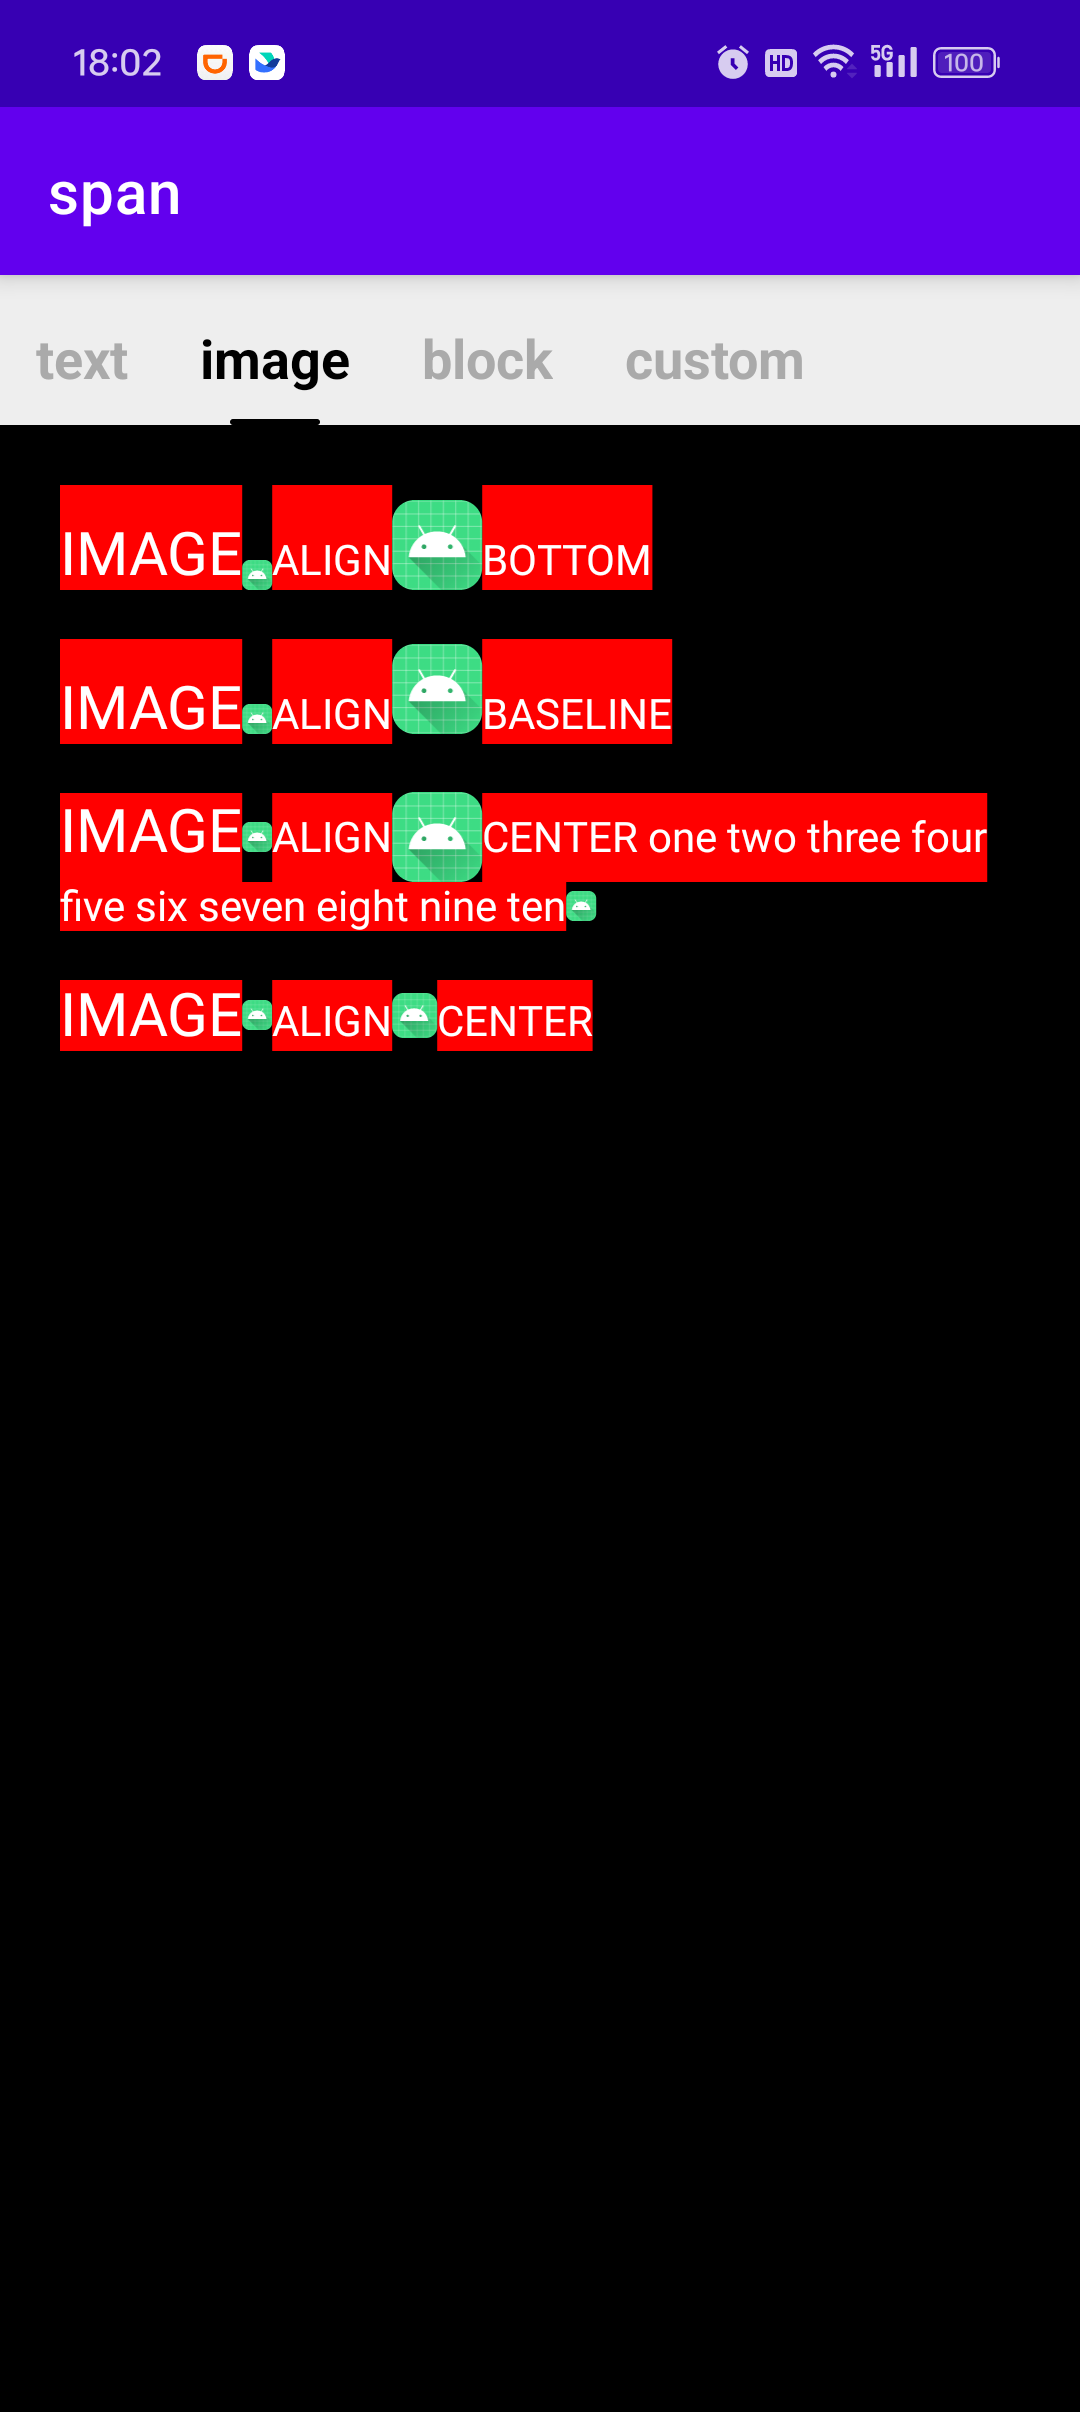 18:02 HD 5G 100
span
text image block custom
IMAGE ALIGN BOTTOM
IMAGE ALIGN BASELINE
IMAGE ALIGN CENTER one two three four
five six seven eight nine ten
IMAGE ALIGN CENTER